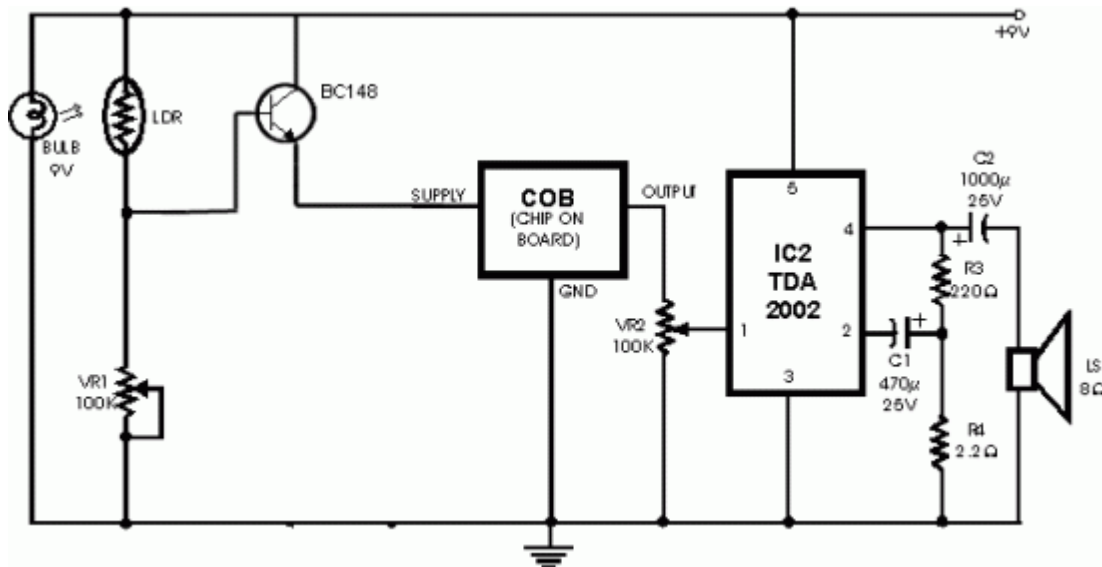 +9V
BC148
LDR
BULB
9V
C2
1000µ
25V
SUPPLY
COB
(CHIP ON
BOARD)
OUTPUT
GND
5
4
IC2
TDA
2002
1
2
3
R3
220Ω
VR2
100K
C1
470µ
25V
+
+
LS
8Ω
VR1
100K
R4
2.2Ω